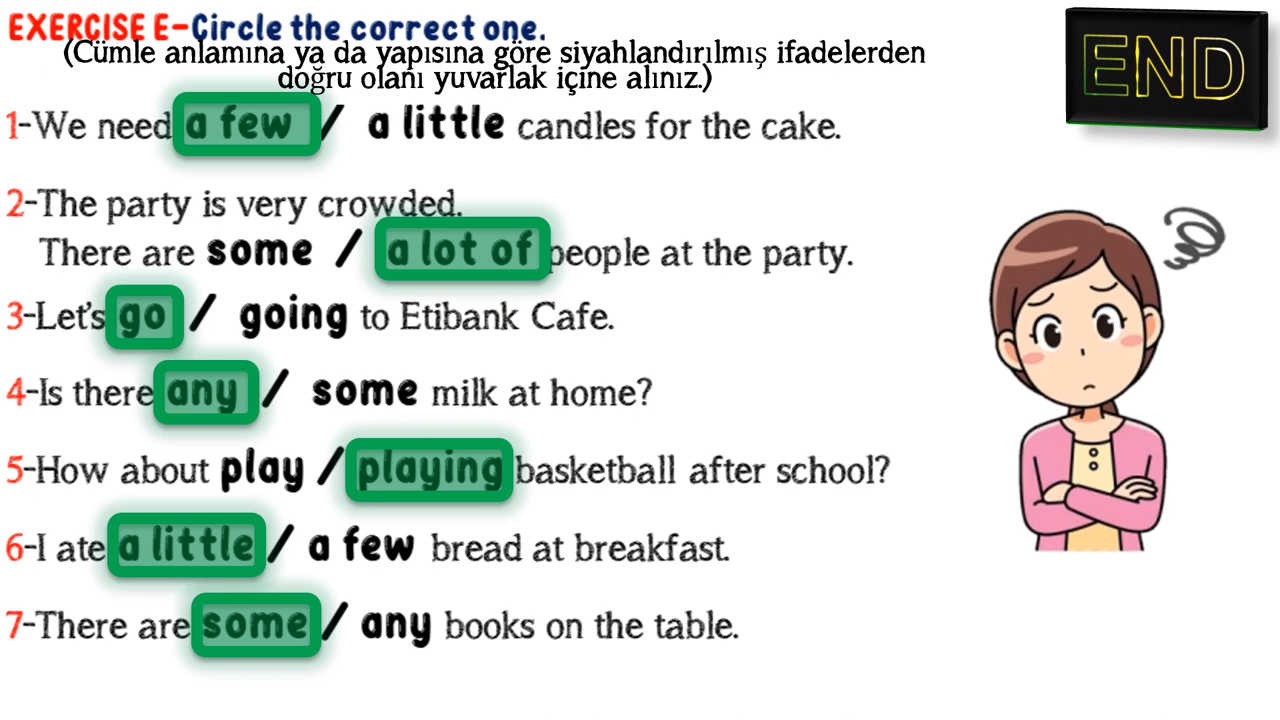 EXERCISE E-Circle the correct one.
(Cümle anlamına ya da yapısına göre siyahlandırılmış ifadelerden
doğru olanı yuvarlak içine alınız.)
END
1-We need a few / a little candles for the cake.
2-The party is very crowded.
There are some / a lot of people at the party.
3-Let's go / going to Etibank Cafe.
4-Is there any / some milk at home?
5-How about play / playing basketball after school?
6-I ate a little / a few bread at breakfast.
7-There are some / any books on the table.